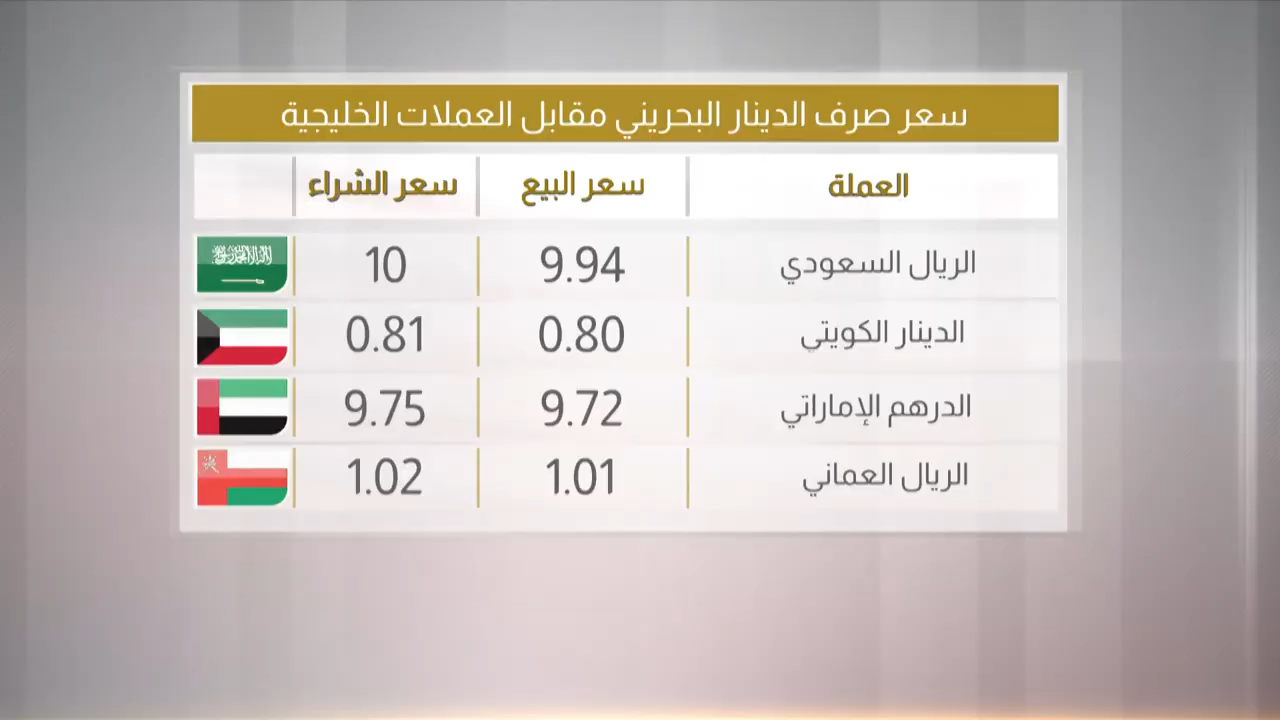 سعر صرف الدينار البحريني مقابل العملات الخليجية
العملة سعر البيع سعر الشراء
الريال السعودي 9.94 10
الدينار الكويتي 0.80 0.81
الدرهم الإماراتي 9.72 9.75
الريال العماني 1.01 1.02